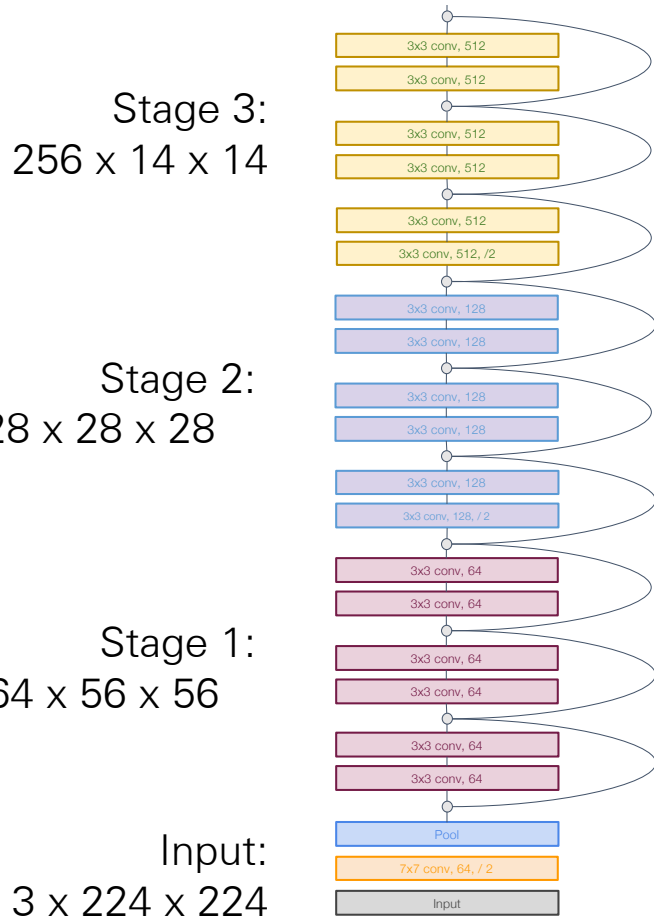 3x3 conv, 512
3x3 conv, 512
Stage 3:
256 x 14 x 14
3x3 conv, 512
3x3 conv, 512
3x3 conv, 512
3x3 conv, 512, /2
3x3 conv, 128
3x3 conv, 128
Stage 2:
28 x 28 x 28
3x3 conv, 128
3x3 conv, 128
3x3 conv, 128
3x3 conv, 128, / 2
3x3 conv, 64
3x3 conv, 64
Stage 1:
64 x 56 x 56
3x3 conv, 64
3x3 conv, 64
3x3 conv, 64
3x3 conv, 64
Input:
3 x 224 x 224
Pool
7x7 conv, 64, / 2
Input